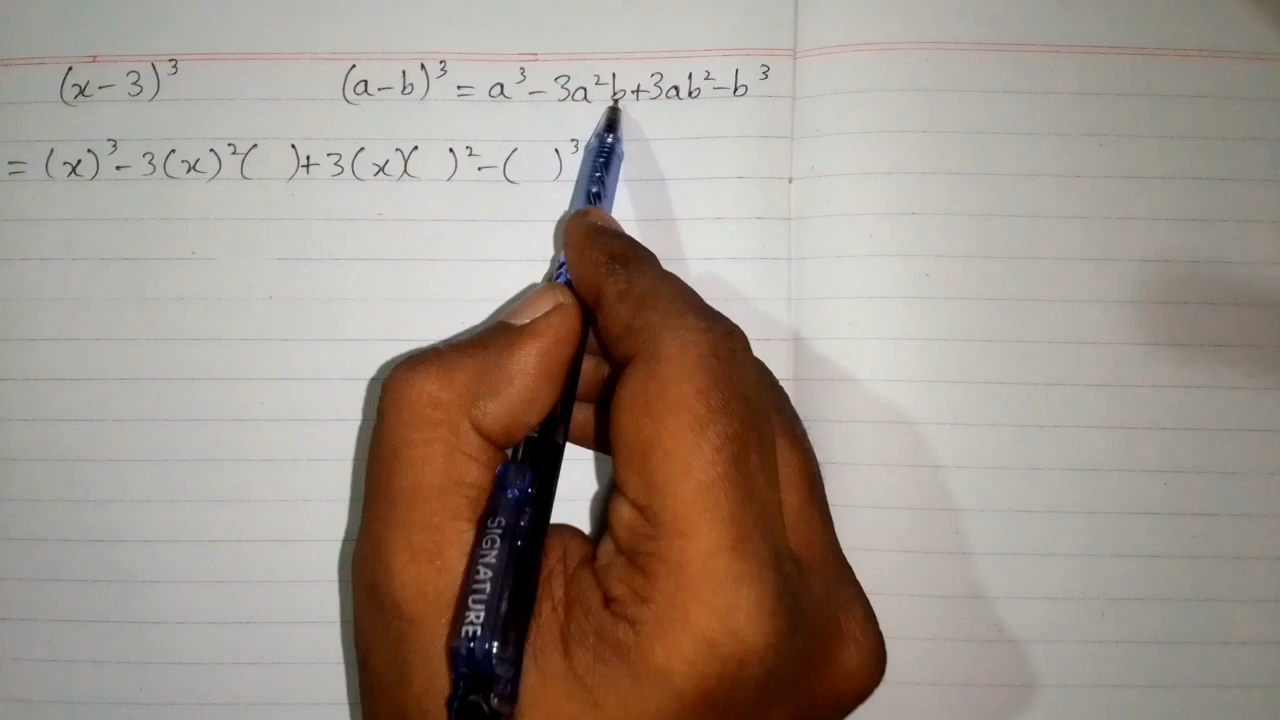 (x-3)³ (a-b)³ = a³ - 3a²b+3ab²-b³
= (x)³-3(x)²( )+3(x)( )²-( )³
SIGNATURE